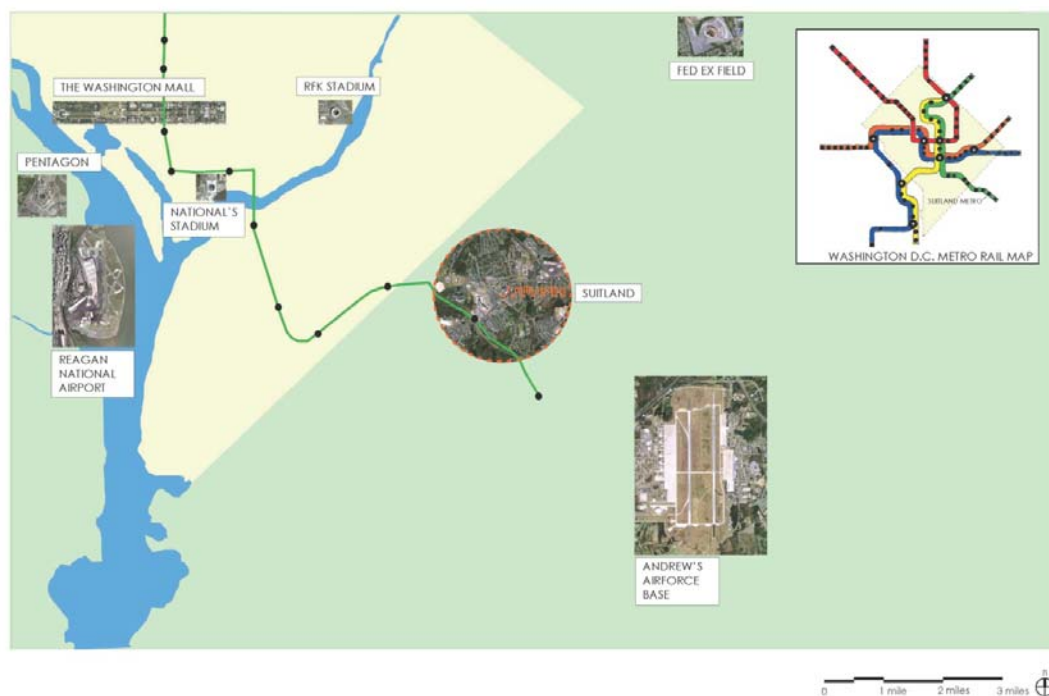 FED EX FIELD
THE WASHINGTON MALL
RFK STADIUM
PENTAGON
NATIONAL'S
STADIUM
SUITLAND METRO
WASHINGTON D.C. METRO RAIL MAP
SUITLAND
REAGAN
NATIONAL
AIRPORT
ANDREW'S
AIRFORCE
BASE
n
0 1 mile 2 miles 3 miles